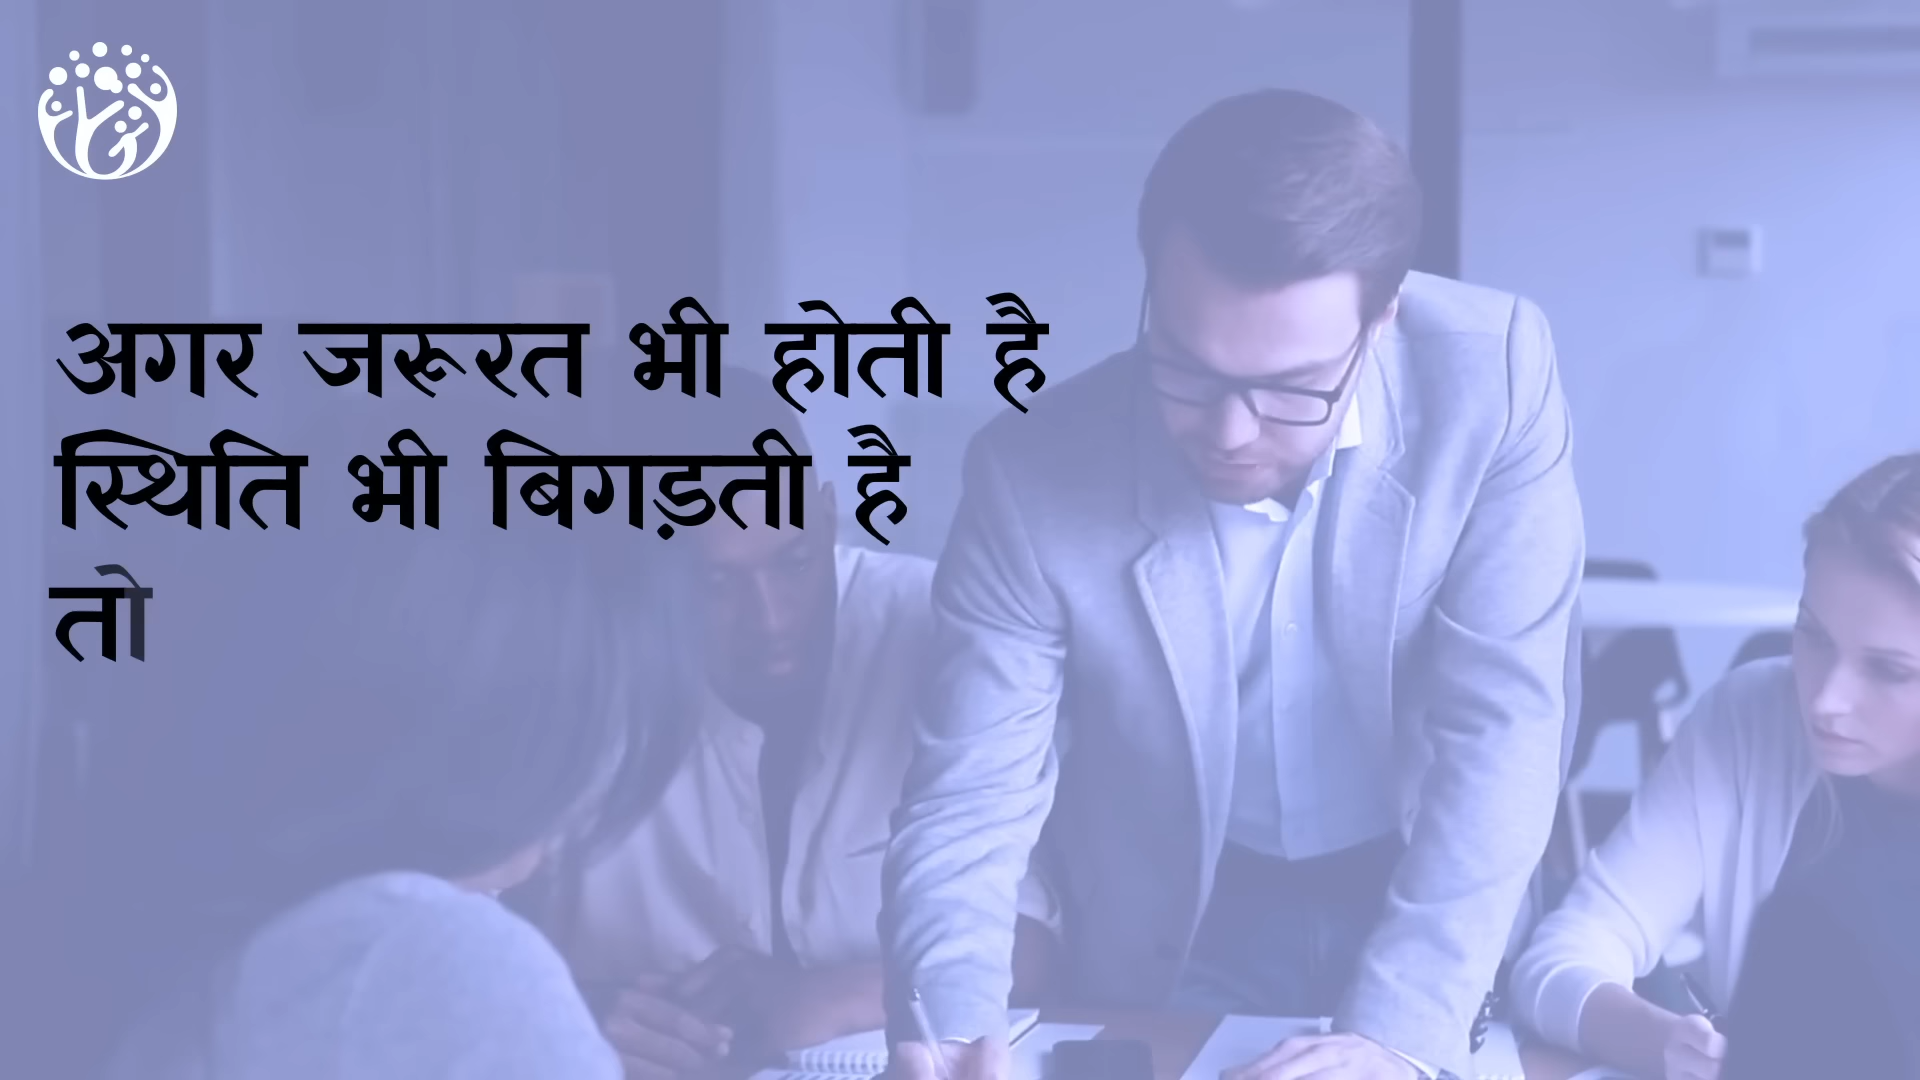 अगर जरूरत भी होती है
स्थिति भी बिगड़ती है
तो